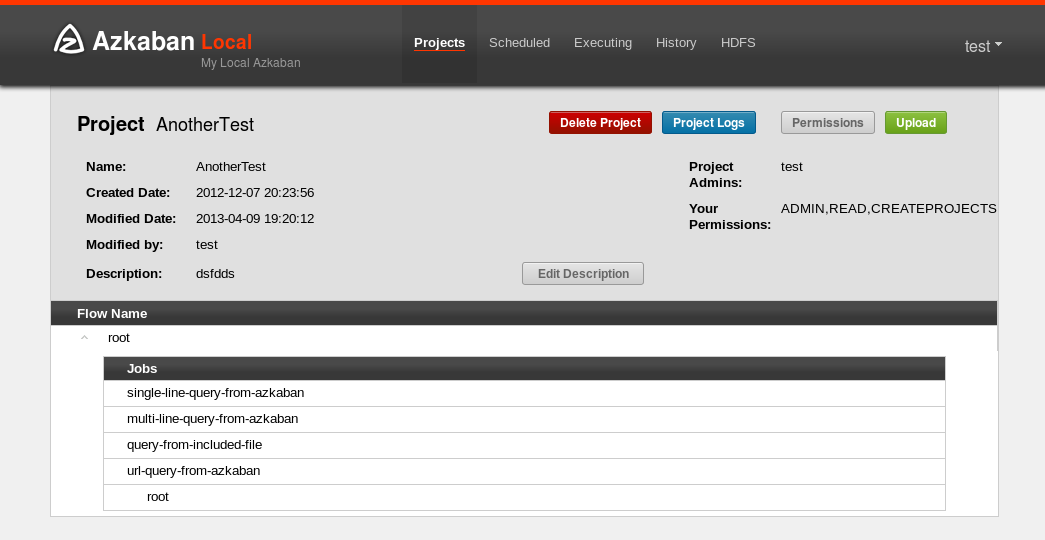 Azkaban Local
My Local Azkaban
Projects Scheduled Executing History HDFS
test
Project AnotherTest
Delete Project Project Logs Permissions Upload
Name: AnotherTest
Created Date: 2012-12-07 20:23:56
Modified Date: 2013-04-09 19:20:12
Modified by: test
Description: dsfdds
Edit Description
Project test
Admins:
Your ADMIN,READ,CREATEPROJECTS
Permissions:
Flow Name
root
Jobs
single-line-query-from-azkaban
multi-line-query-from-azkaban
query-from-included-file
url-query-from-azkaban
root